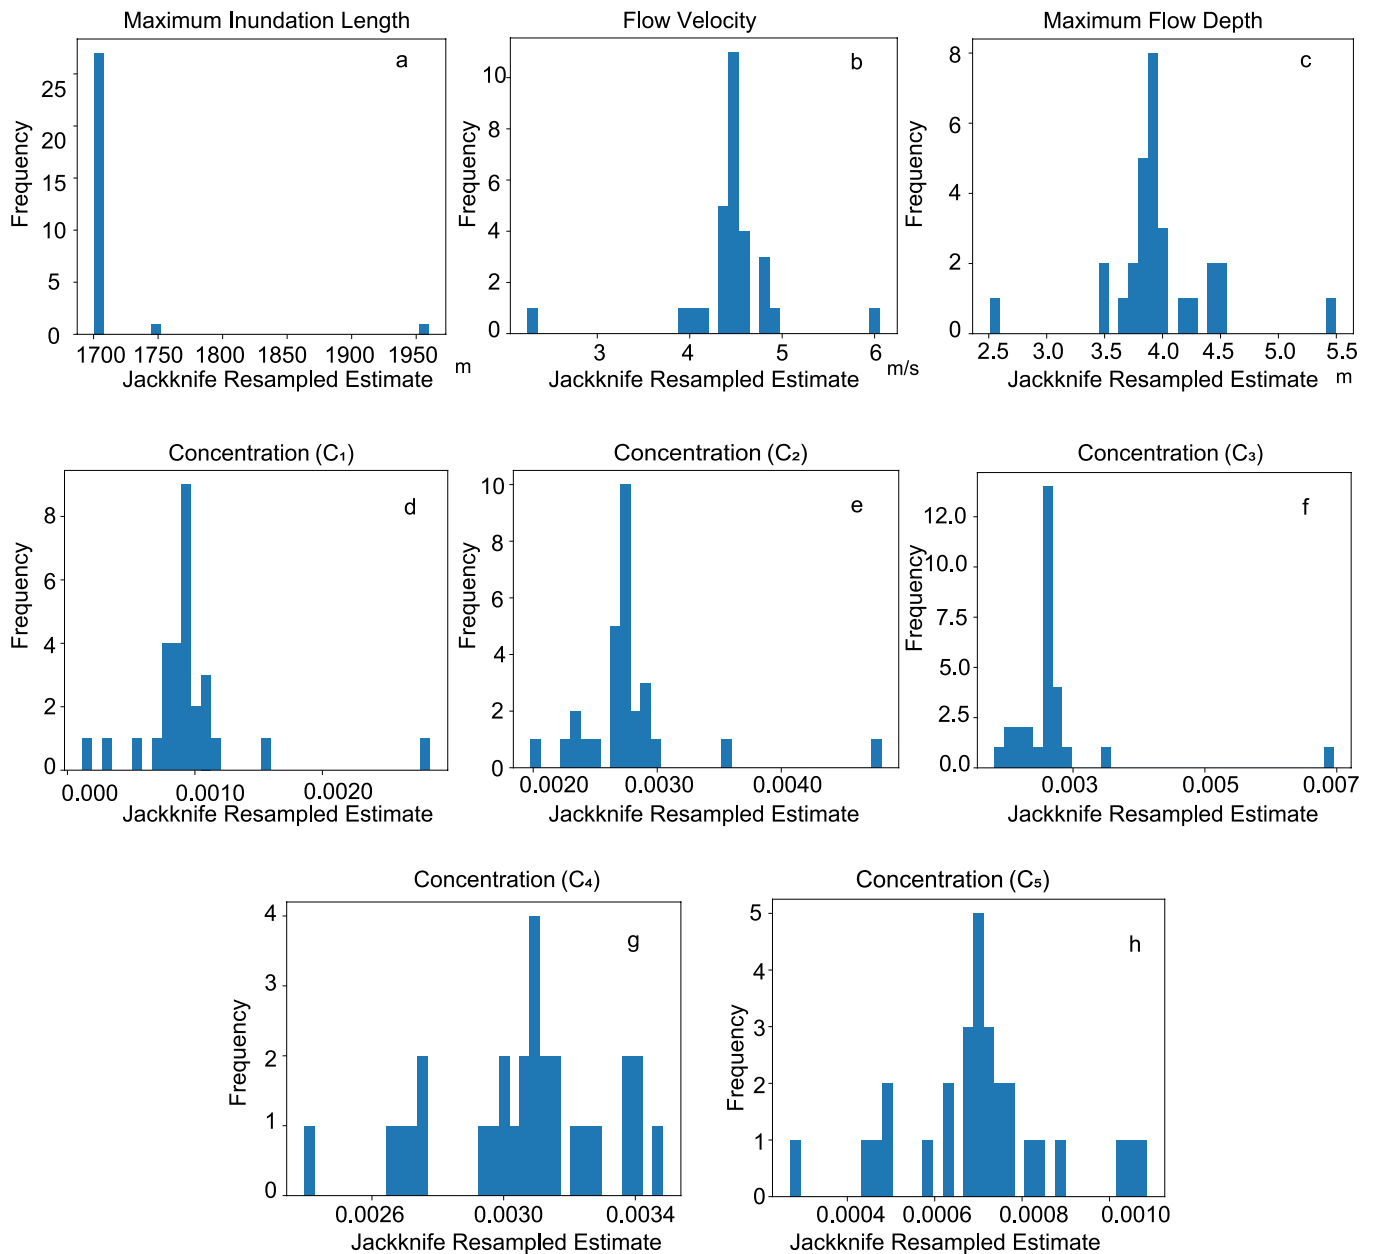 Maximum Inundation Length
a
Frequency
25
20
15
10
5
0
1700 1750 1800 1850 1900 1950
m
Jackknife Resampled Estimate
Flow Velocity
b
Frequency
10
8
6
4
2
0
3 4 5 6
m/s
Jackknife Resampled Estimate
Maximum Flow Depth
c
Frequency
8
6
4
2
0
2.5 3.0 3.5 4.0 4.5 5.0 5.5
Jackknife Resampled Estimate m
Concentration (C₁)
d
Frequency
8
6
4
2
0
0.000 0.0010 0.0020
Jackknife Resampled Estimate
Concentration (C₂)
e
Frequency
10
8
6
4
2
0
0.0020 0.0030 0.0040
Jackknife Resampled Estimate
Concentration (C₃)
f
Frequency
12.0
10.0
7.5
5.0
2.5
0.0
0.003 0.005 0.007
Jackknife Resampled Estimate
Concentration (C₄)
g
Frequency
4
3
2
1
0
0.0026 0.0030 0.0034
Jackknife Resampled Estimate
Concentration (C₅)
h
Frequency
5
4
3
2
1
0
0.0004 0.0006 0.0008 0.0010
Jackknife Resampled Estimate